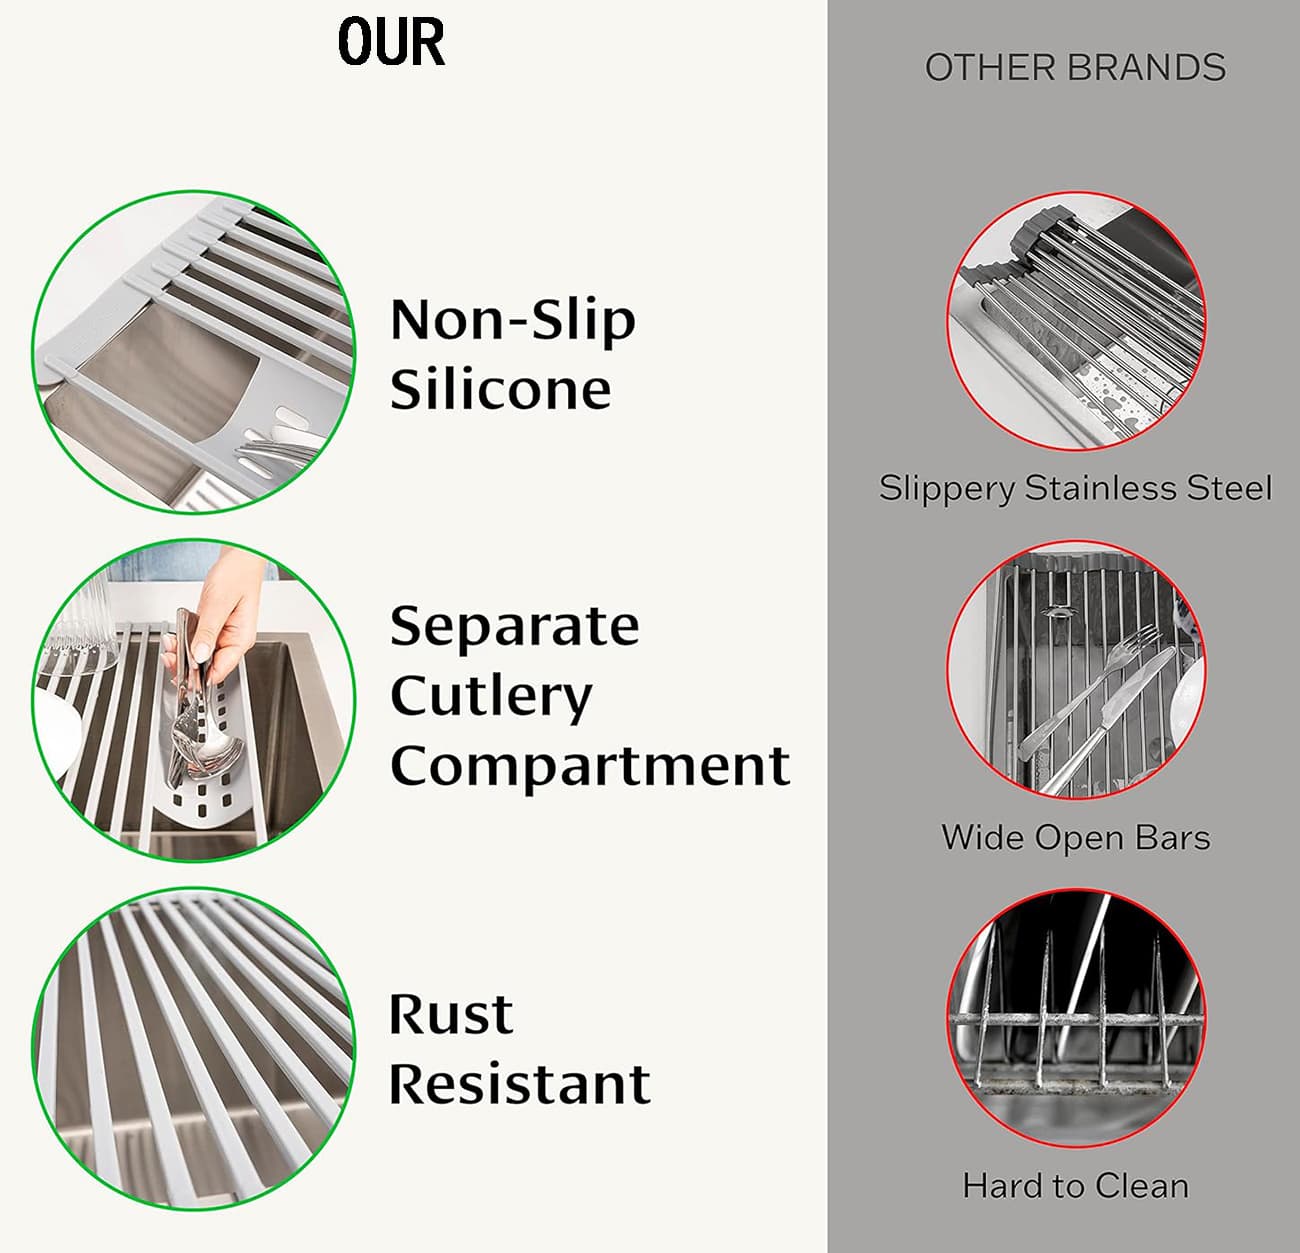 OUR
Non-Slip
Silicone
Separate
Cutlery
Compartment
Rust
Resistant
OTHER BRANDS
Slippery Stainless Steel
Wide Open Bars
Hard to Clean